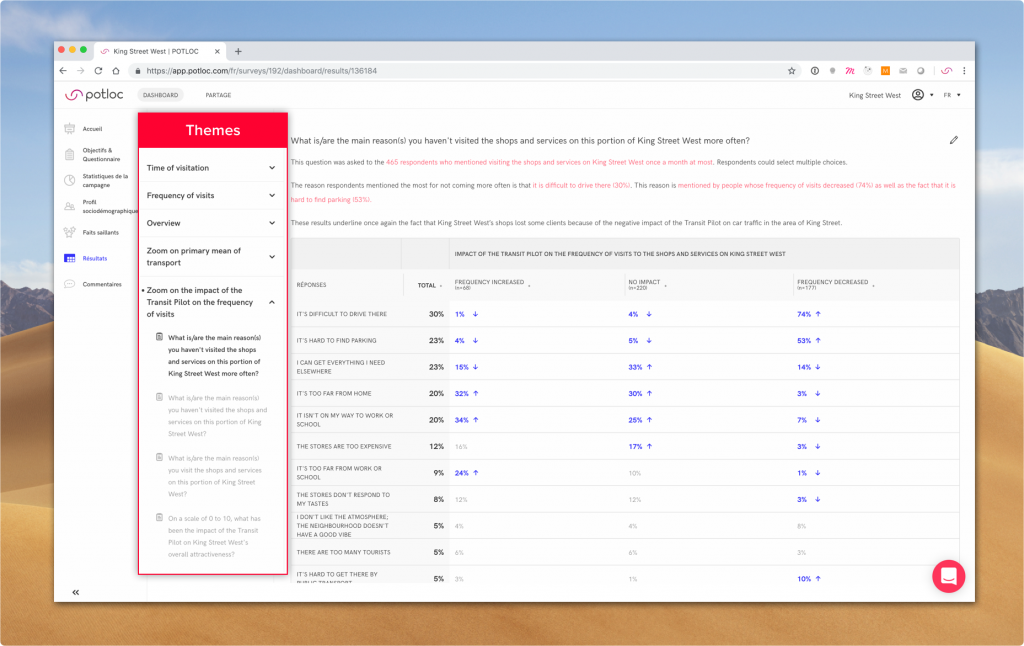 King Street West | POTLOC
https://app.potloc.com/fr/surveys/192/dashboard/results/136184
potloc
DASHBOARD
PARTAGE
King Street West
FR
Accueil
Objectifs &
Questionnaire
Statistiques de la
campagne
Profil
sociodémographique
Faits saillants
Résultats
Commentaires
Themes
Time of visitation
Frequency of visits
Overview
Zoom on primary mean of
transport
Zoom on the impact of the
Transit Pilot on the frequency
of visits
What is/are the main reason(s)
you haven't visited the shops
and services on this portion of
King Street West more often?
What is/are the main reason(s)
you haven't visited the shops and
services on this portion of King
Street West?
What is/are the main reason(s)
you visit the shops and services
on this portion of King Street
West?
On a scale of 0 to 10, what has
been the impact of the Transit
Pilot on King Street West's
overall attractiveness?
What is/are the main reason(s) you haven't visited the shops and services on this portion of King Street West more often?
This question was asked to the 465 respondents who mentioned visiting the shops and services on King Street West once a month at most. Respondents could select multiple choices.
The reason respondents mentioned the most for not coming more often is that it is difficult to drive there (30%). This reason is mentioned by people whose frequency of visits decreased (74%) as well as the fact that it is
hard to find parking (53%).
These results underline once again the fact that King Street West's shops lost some clients because of the negative impact of the Transit Pilot on car traffic in the area of King Street.
IMPACT OF THE TRANSIT PILOT ON THE FREQUENCY OF VISITS TO THE SHOPS AND SERVICES ON KING STREET WEST
RÉPONSES TOTAL FREQUENCY INCREASED (n=68) NO IMPACT (n=220) FREQUENCY DECREASED (n=177)
IT'S DIFFICULT TO DRIVE THERE 30% 1% ↓ 4% ↓ 74% ↑
IT'S HARD TO FIND PARKING 23% 4% ↓ 5% ↓ 53% ↑
I CAN GET EVERYTHING I NEED
ELSEWHERE 23% 15% ↓ 33% ↑ 14% ↓
IT'S TOO FAR FROM HOME 20% 32% ↑ 30% ↑ 3% ↓
IT ISN'T ON MY WAY TO WORK OR
SCHOOL 20% 34% ↑ 25% ↑ 7% ↓
THE STORES ARE TOO EXPENSIVE 12% 16% 17% ↑ 3% ↓
IT'S TOO FAR FROM WORK OR
SCHOOL 9% 24% ↑ 10% 1% ↓
THE STORES DON'T RESPOND TO
MY TASTES 8% 12% 12% 3% ↓
I DON'T LIKE THE ATMOSPHERE;
THE NEIGHBOURHOOD DOESN'T
HAVE A GOOD VIBE 5% 4% 4% 8%
THERE ARE TOO MANY TOURISTS 5% 6% 6% 3%
IT'S HARD TO GET THERE BY
PUBLIC TRANSPORT 5% 3% 1% 10% ↑